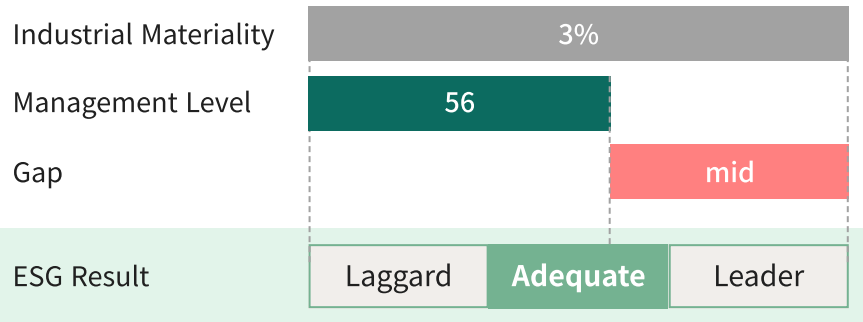 Industrial Materiality 3%
Management Level 56
Gap mid
ESG Result Laggard Adequate Leader